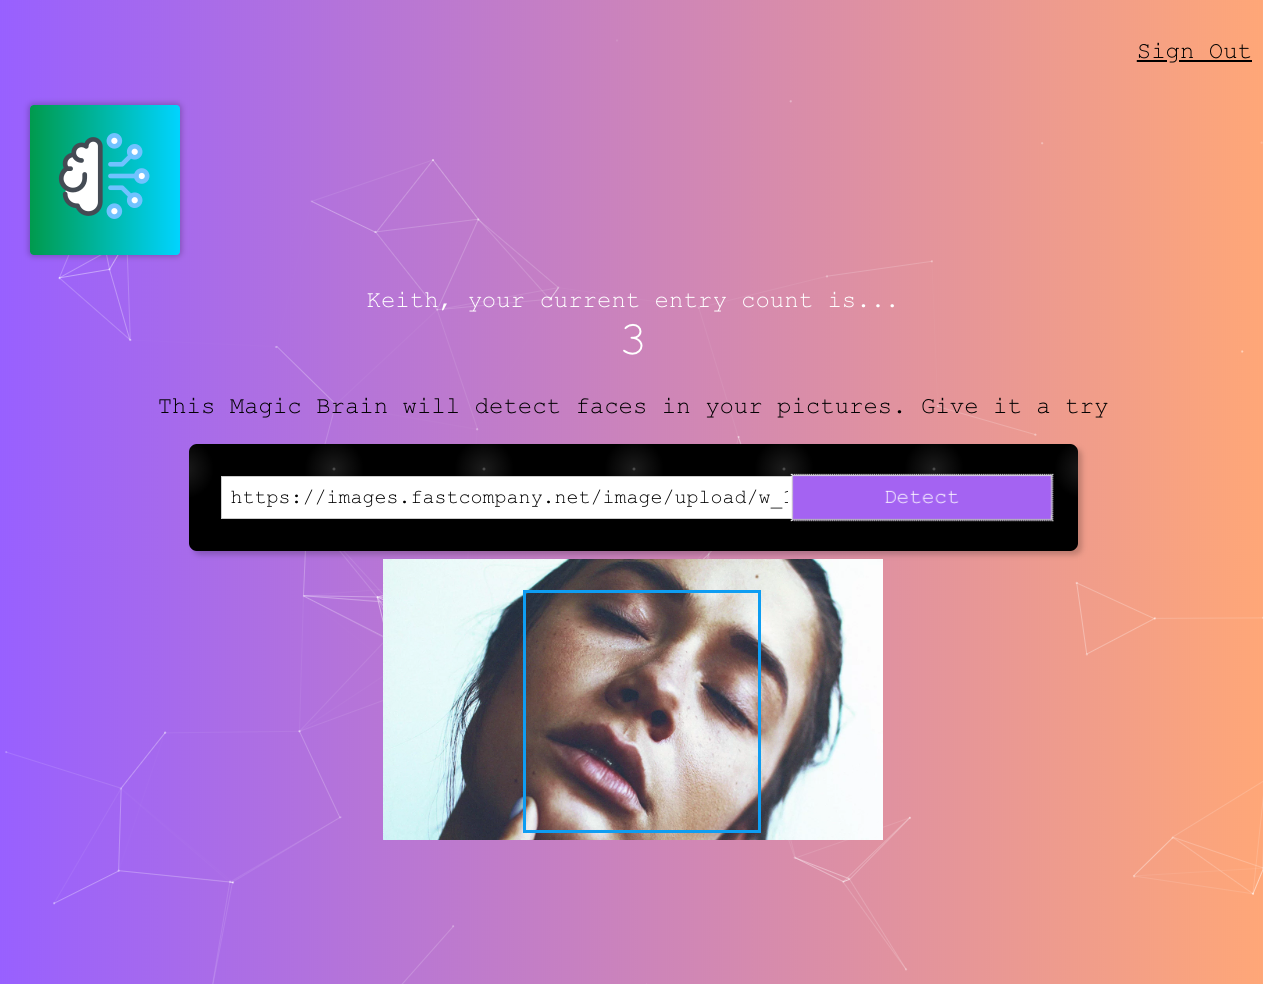 Sign Out
Keith, your current entry count is...
3
This Magic Brain will detect faces in your pictures. Give it a try
https://images.fastcompany.net/image/upload/w_
Detect